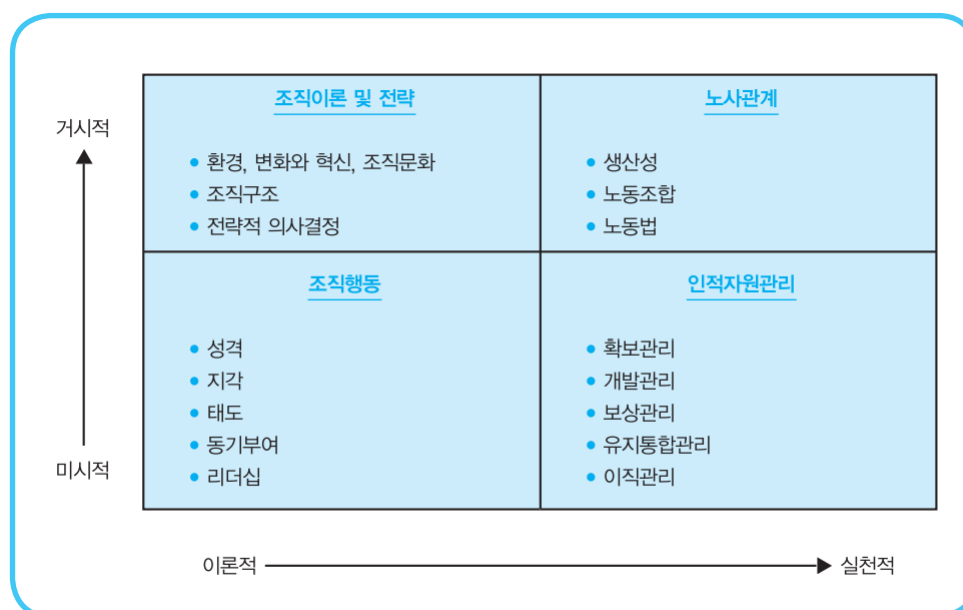 조직이론 및 전략
노사관계
거시적
• 환경, 변화와 혁신, 조직문화
• 조직구조
• 전략적 의사결정
• 생산성
• 노동조합
• 노동법
조직행동
인적자원관리
• 성격
• 지각
• 태도
• 동기부여
• 리더십
• 확보관리
• 개발관리
• 보상관리
• 유지통합관리
• 이직관리
미시적
이론적
실천적